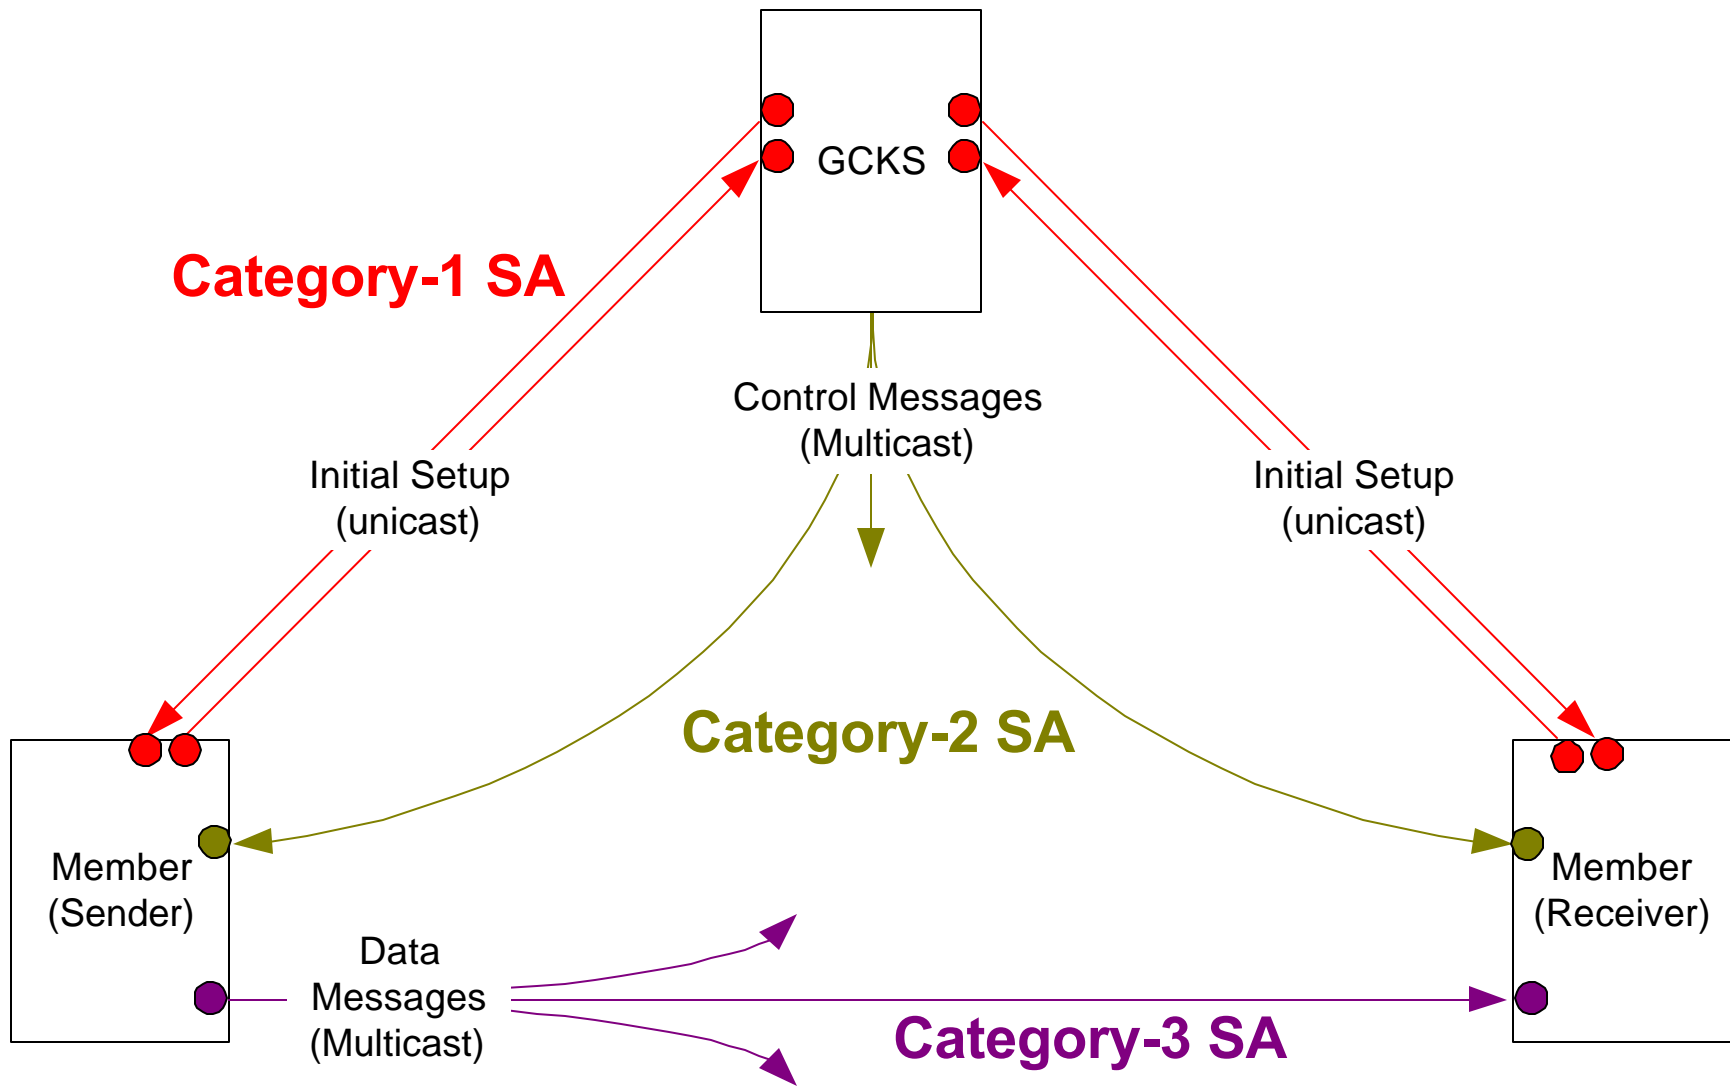 GCKS
Category-1 SA
Control Messages
(Multicast)
Initial Setup
(unicast)
Initial Setup
(unicast)
Category-2 SA
Member
(Sender)
Member
(Receiver)
Data
Messages
(Multicast)
Category-3 SA